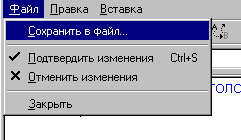 Файл Правка Вставка
Сохранить в файл...
Подтвердить изменения Ctrl+S
Отменить изменения
Закрыть